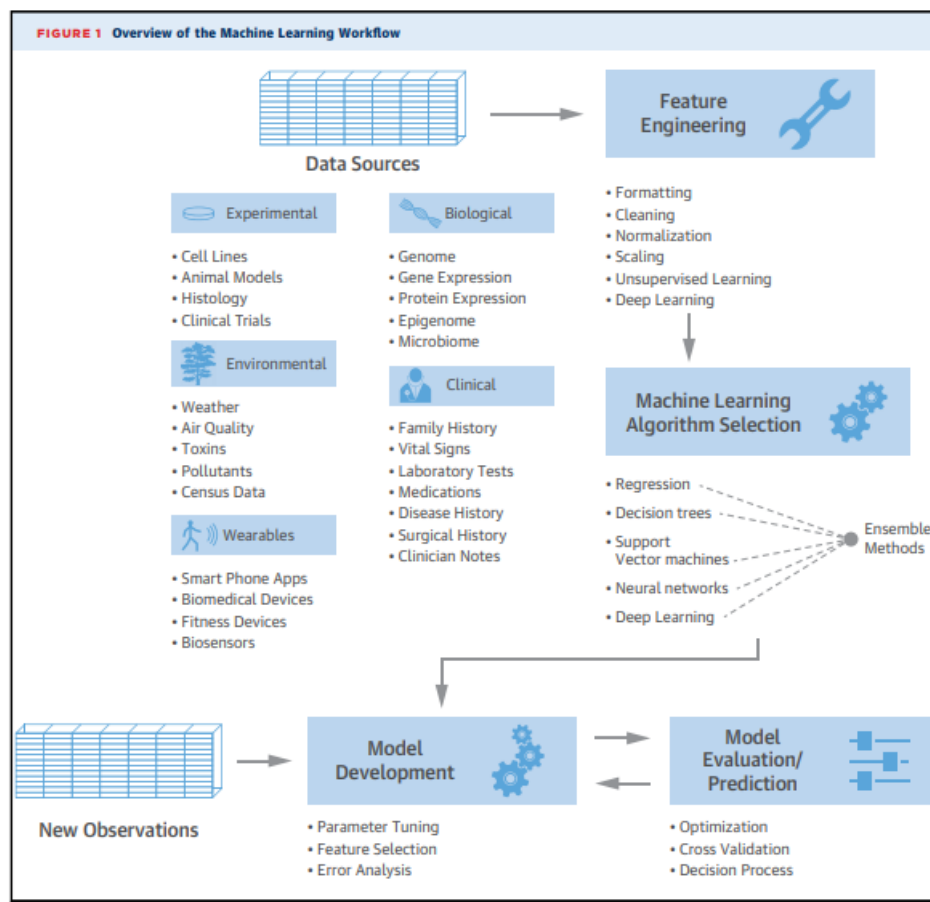 FIGURE 1 Overview of the Machine Learning Workflow
Data Sources
Feature
Engineering
• Formatting
• Cleaning
• Normalization
• Scaling
• Unsupervised Learning
• Deep Learning
Experimental
• Cell Lines
• Animal Models
• Histology
• Clinical Trials
Biological
• Genome
• Gene Expression
• Protein Expression
• Epigenome
• Microbiome
Environmental
• Weather
• Air Quality
• Toxins
• Pollutants
• Census Data
Clinical
• Family History
• Vital Signs
• Laboratory Tests
• Medications
• Disease History
• Surgical History
• Clinician Notes
Wearables
• Smart Phone Apps
• Biomedical Devices
• Fitness Devices
• Biosensors
Machine Learning
Algorithm Selection
• Regression
• Decision trees
• Support
Vector machines
• Neural networks
• Deep Learning
Ensemble
Methods
New Observations
Model
Development
• Parameter Tuning
• Feature Selection
• Error Analysis
Model
Evaluation/
Prediction
• Optimization
• Cross Validation
• Decision Process